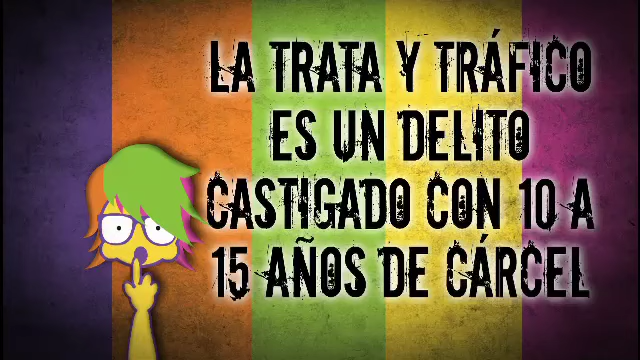 LA TRATA Y TRÁFICO
ES UN DELITO
CASTIGADO CON 10 A
15 AÑOS DE CÁRCEL